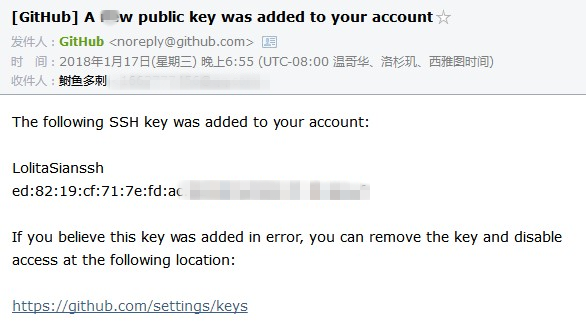 [GitHub] A w public key was added to your account☆
发件人：GitHub <noreply@github.com>
时　间：2018年1月17日(星期三) 晚上6:55 (UTC-08:00 温哥华、洛杉矶、西雅图时间)
收件人：鮒鱼多刺
The following SSH key was added to your account:
LolitaSianssh
ed:82:19:cf:71:7e:fd:ac
If you believe this key was added in error, you can remove the key and disable
access at the following location:
https://github.com/settings/keys